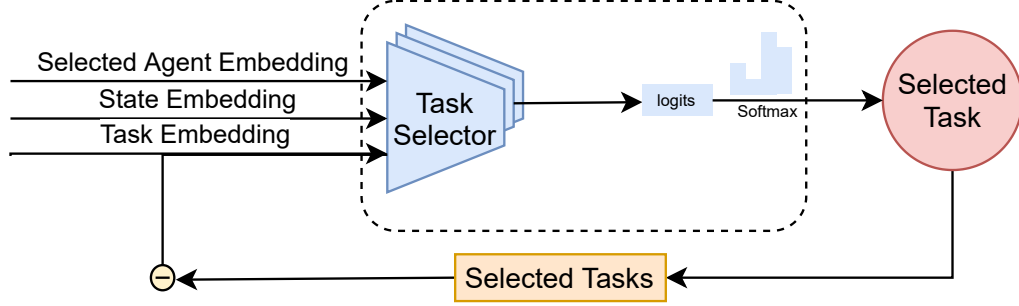 Selected Agent Embedding
State Embedding
Task Embedding
Task
Selector
logits
Softmax
Selected
Task
Selected Tasks